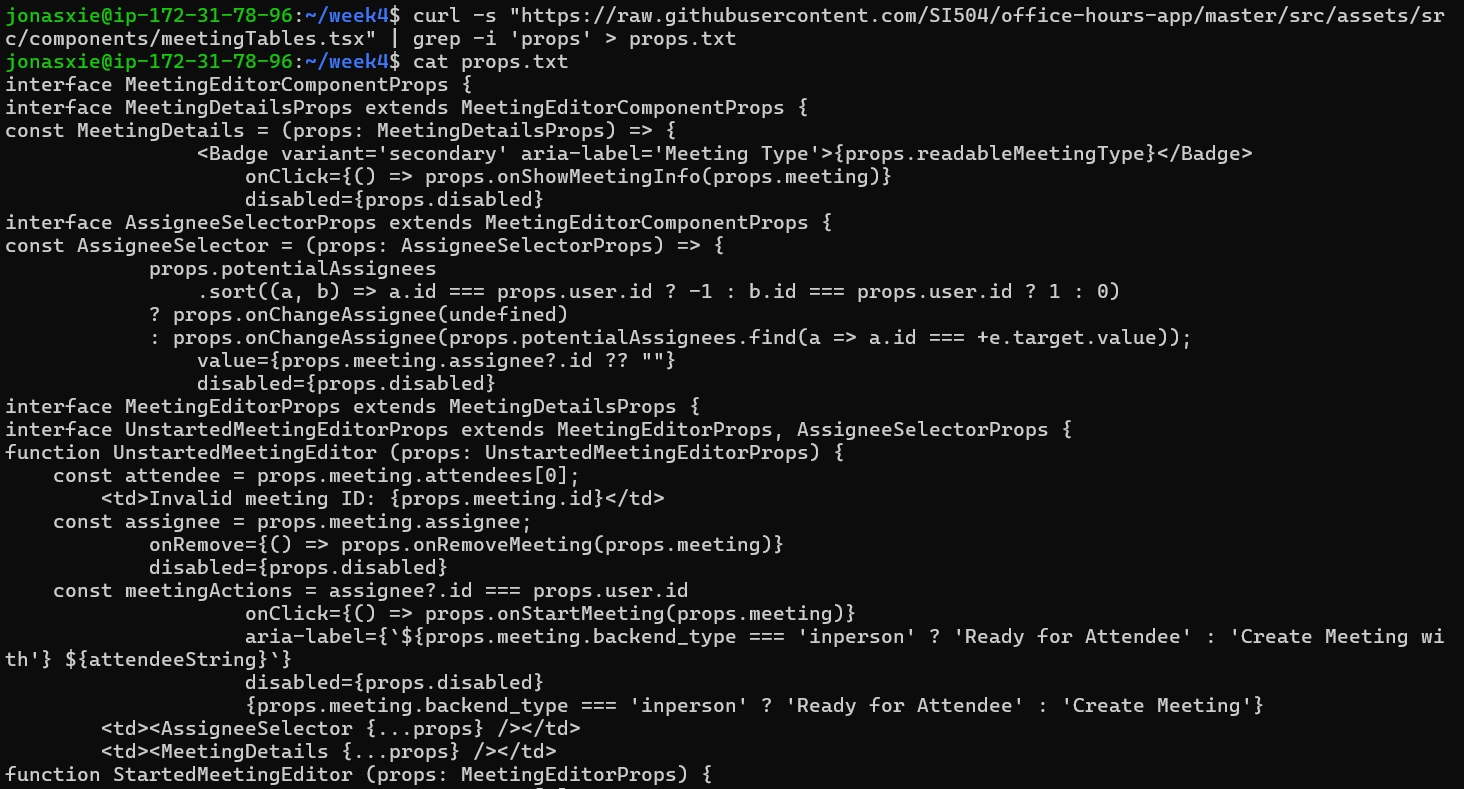 jonasxie@ip-172-31-78-96:~/week4$ curl -s "https://raw.githubusercontent.com/SI504/office-hours-app/master/src/assets/sr
c/components/meetingTables.tsx" | grep -i 'props' > props.txt
jonasxie@ip-172-31-78-96:~/week4$ cat props.txt
interface MeetingEditorComponentProps {
interface MeetingDetailsProps extends MeetingEditorComponentProps {
const MeetingDetails = (props: MeetingDetailsProps) => {
                <Badge variant='secondary' aria-label='Meeting Type'>{props.readableMeetingType}</Badge>
                    onClick={() => props.onShowMeetingInfo(props.meeting)}
                    disabled={props.disabled}
interface AssigneeSelectorProps extends MeetingEditorComponentProps {
const AssigneeSelector = (props: AssigneeSelectorProps) => {
            props.potentialAssignees
                .sort((a, b) => a.id === props.user.id ? -1 : b.id === props.user.id ? 1 : 0)
            ? props.onChangeAssignee(undefined)
            : props.onChangeAssignee(props.potentialAssignees.find(a => a.id === +e.target.value));
                value={props.meeting.assignee?.id ?? ""}
                disabled={props.disabled}
interface MeetingEditorProps extends MeetingDetailsProps {
interface UnstartedMeetingEditorProps extends MeetingEditorProps, AssigneeSelectorProps {
function UnstartedMeetingEditor (props: UnstartedMeetingEditorProps) {
    const attendee = props.meeting.attendees[0];
        <td>Invalid meeting ID: {props.meeting.id}</td>
    const assignee = props.meeting.assignee;
            onRemove={() => props.onRemoveMeeting(props.meeting)}
            disabled={props.disabled}
    const meetingActions = assignee?.id === props.user.id
                    onClick={() => props.onStartMeeting(props.meeting)}
                    aria-label={`${props.meeting.backend_type === 'inperson' ? 'Ready for Attendee' : 'Create Meeting wi
th'} ${attendeeString}`}
                    disabled={props.disabled}
                    {props.meeting.backend_type === 'inperson' ? 'Ready for Attendee' : 'Create Meeting'}
        <td><AssigneeSelector {...props} /></td>
        <td><MeetingDetails {...props} /></td>
function StartedMeetingEditor (props: MeetingEditorProps) {